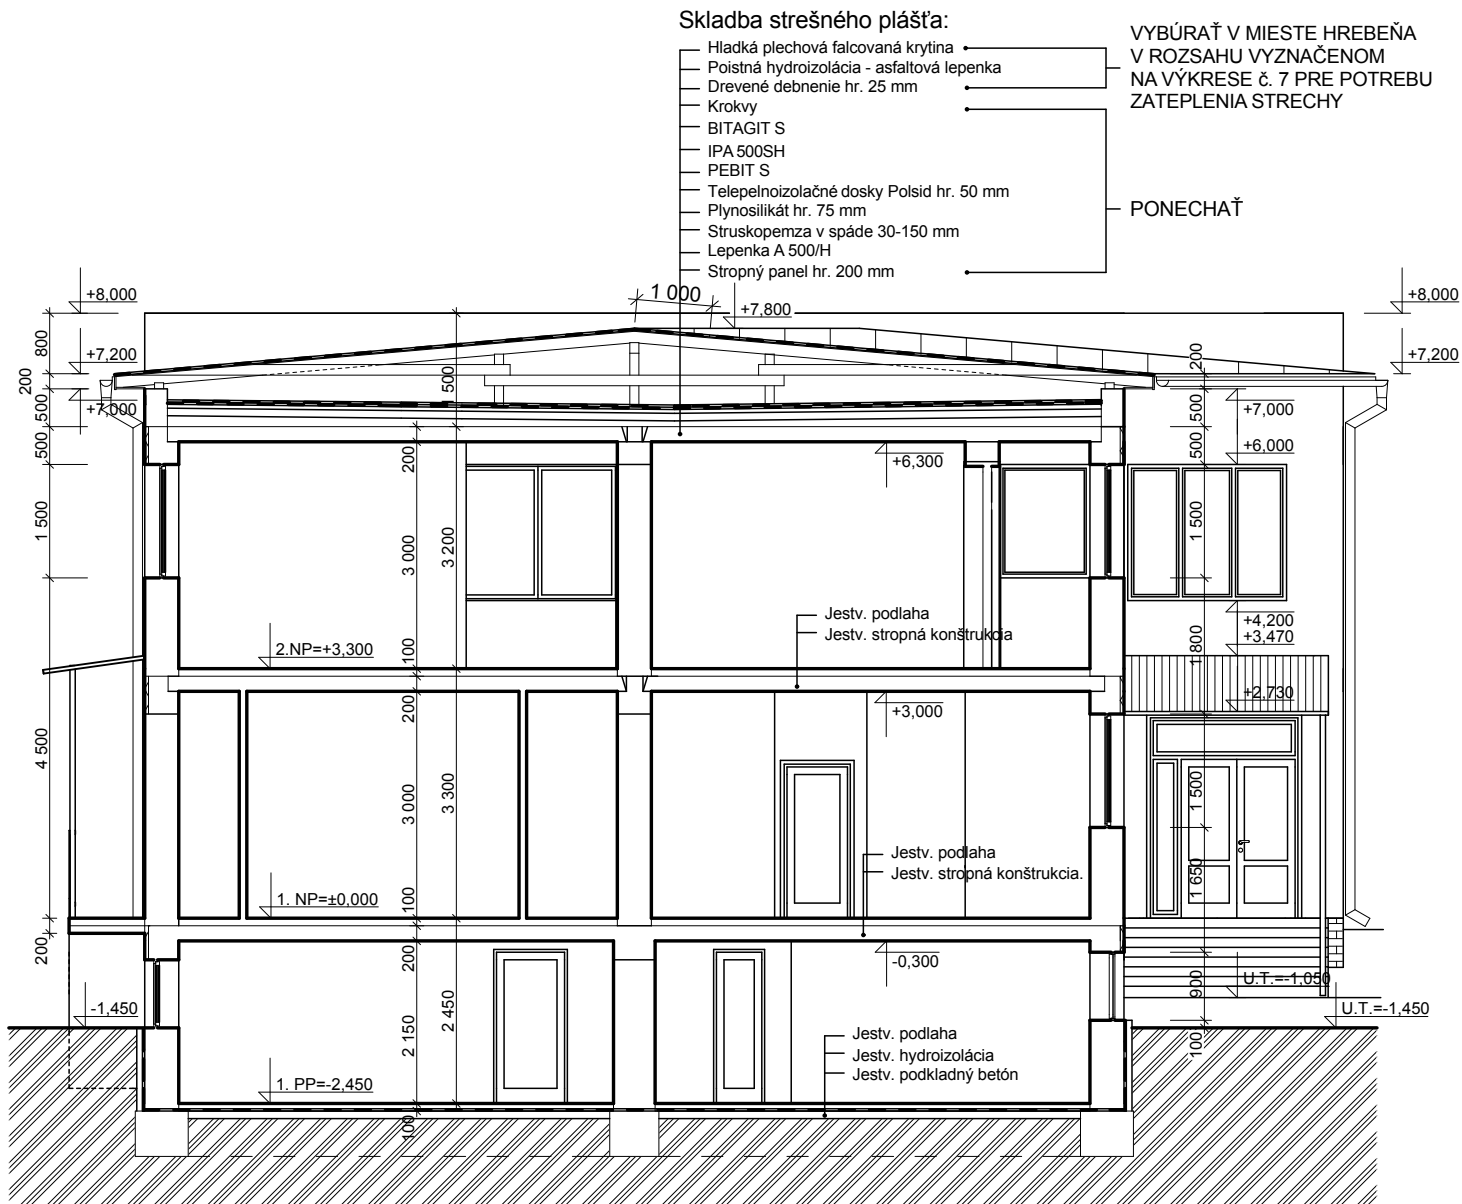 Skladba strešného plášťa:
Hladká plechová falcovaná krytina
Poistná hydroizolácia - asfaltová lepenka
Drevené debnenie hr. 25 mm
Krokvy
BITAGIT S
IPA 500SH
PEBIT S
Telepelnoizolačné dosky Polsid hr. 50 mm
Plynosilikát hr. 75 mm
Struskopemza v spáde 30-150 mm
Lepenka A 500/H
Stropný panel hr. 200 mm
VYBÚRAŤ V MIESTE HREBEŇA
V ROZSAHU VYZNAČENOM
NA VÝKRESE č. 7 PRE POTREBU
ZATEPLENIA STRECHY
PONECHAŤ
+8,000
1 000
+7,800
+8,000
800
+7,200
200
+7,200
200
500
500
+7,000
500
+7,000
500
200
500
+6,000
+6,300
1 500
3 000
3 200
1 500
Jestv. podlaha
Jestv. stropná konštrukcia
+4,200
+3,470
2.NP=+3,300
100
1 800
+2,730
200
+3,000
4 500
3 000
3 300
1 500
Jestv. podlaha
Jestv. stropná konštrukcia.
1 650
1. NP=±0,000
100
200
200
-0,300
900
U.T.=-1,050
-1,450
U.T.=-1,450
2 150
2 450
Jestv. podlaha
Jestv. hydroizolácia
Jestv. podkladný betón
100
1. PP=-2,450
100